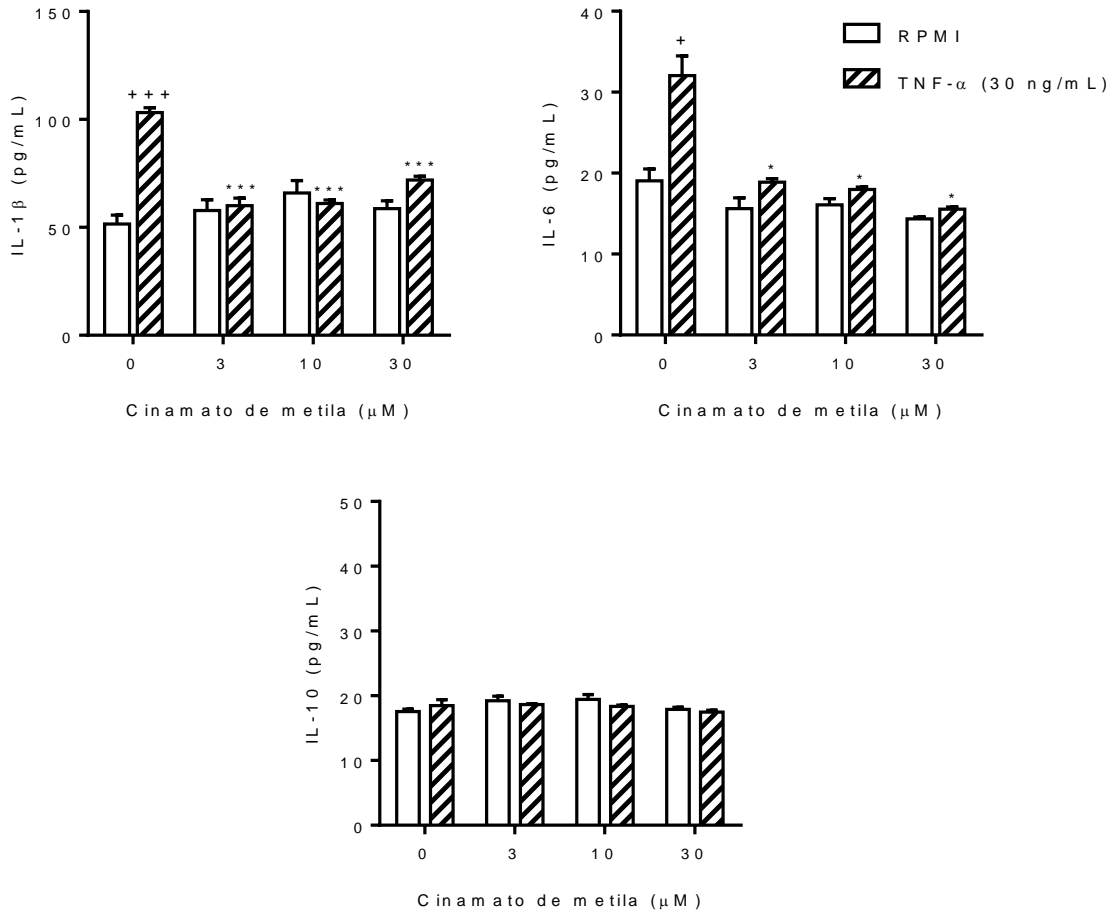 150
100
50
0
IL-1β (pg/mL)
+++
***
***
***
0 3 10 30
Cinamato de metila (μM)
40
30
20
10
0
IL-6 (pg/mL)
+
*
*
*
0 3 10 30
Cinamato de metila (μM)
RPMI
TNF-α (30 ng/mL)
50
40
30
20
10
0
IL-10 (pg/mL)
0 3 10 30
Cinamato de metila (μM)